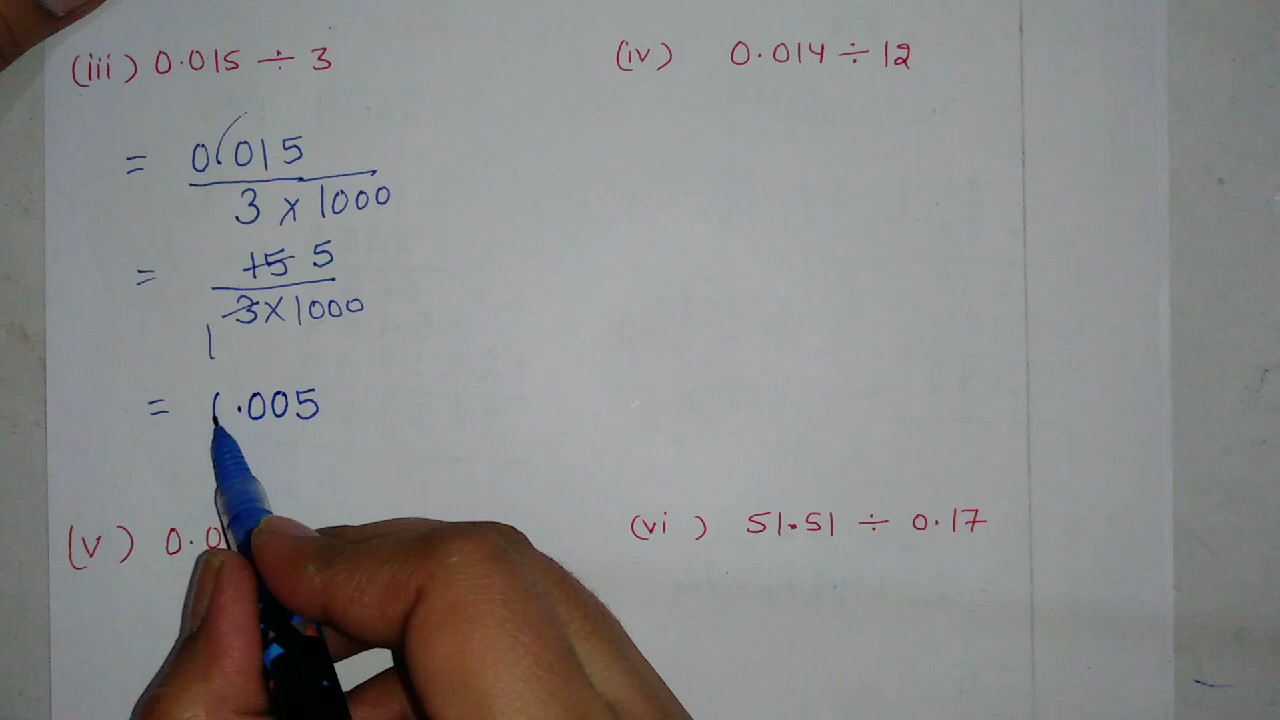 (iii) 0.015 ÷ 3
= 0.015
3 × 1000
= 15 5
3 × 1000
1
= .005
(iv) 0.014 ÷ 12
(v) 0.0
(vi) 51.51 ÷ 0.17